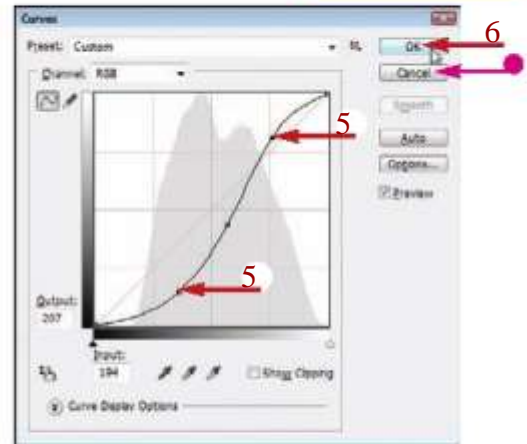 Curves
6
Preset: Custom
OK
Channel: RGB
Cancel
Smooth
5
Auto
Options...
Preview
5
Output:
207
Input:
194
Show Clipping
Curve Display Options